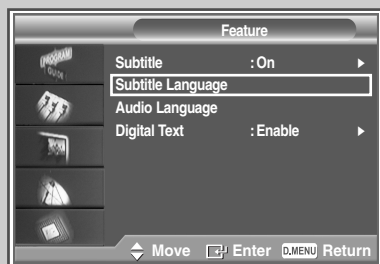 Feature
PROGRAM
GUIDE
Subtitle : On
Subtitle Language
Audio Language
Digital Text : Enable
Move Enter D.MENU Return